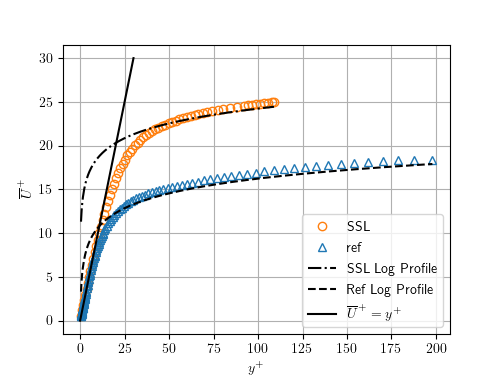 30
25
20
15
10
5
0
U̅⁺
SSL
ref
SSL Log Profile
Ref Log Profile
U̅⁺ = y⁺
0 25 50 75 100 125 150 175 200
y⁺